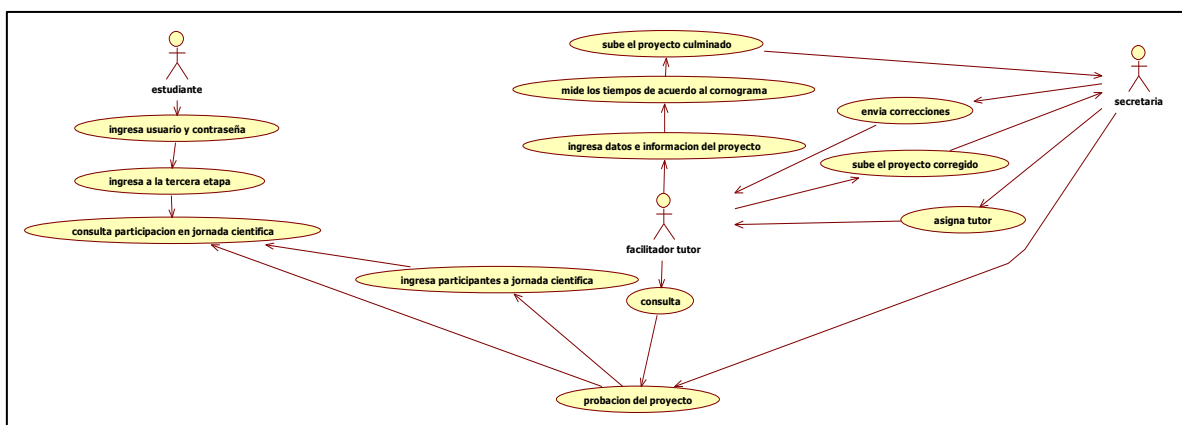 estudiante
ingresa usuario y contraseña
ingresa a la tercera etapa
consulta participacion en jornada cientifica
sube el proyecto culminado
mide los tiempos de acuerdo al cornograma
ingresa datos e informacion del proyecto
facilitador tutor
consulta
ingresa participantes a jornada cientifica
probacion del proyecto
secretaria
envia correcciones
sube el proyecto corregido
asigna tutor